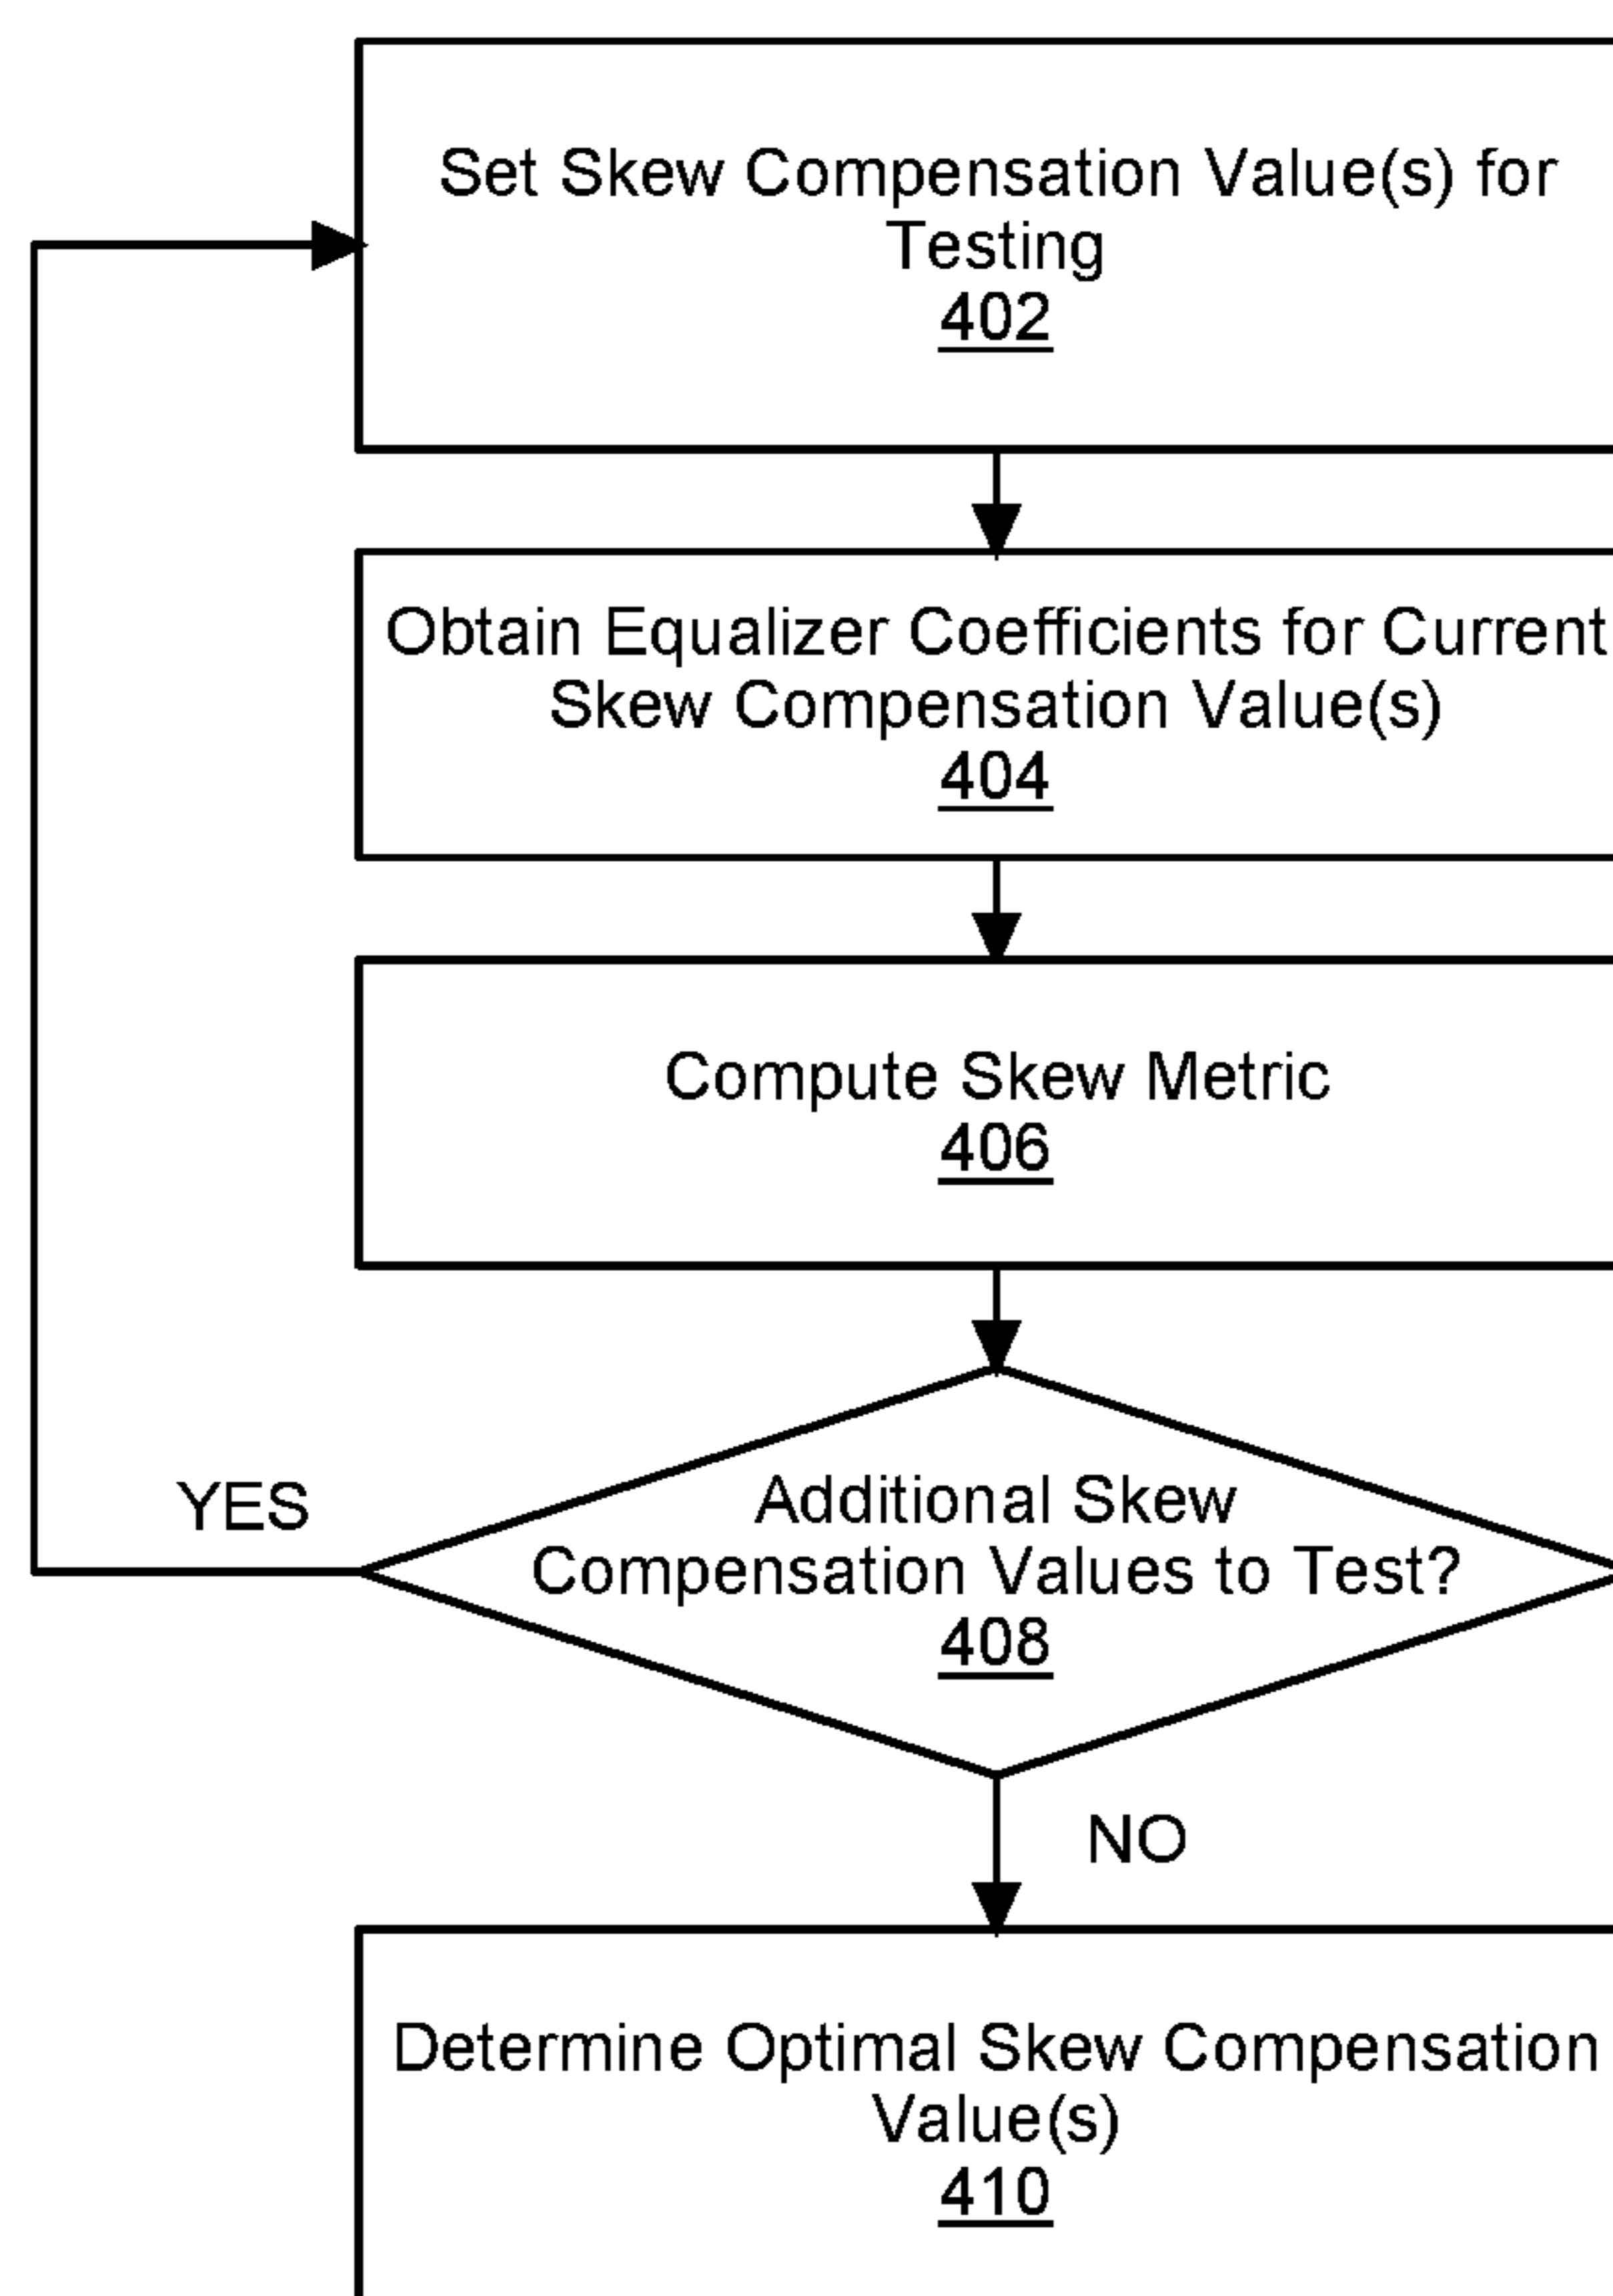 Set Skew Compensation Value(s) for
Testing
402
Obtain Equalizer Coefficients for Current
Skew Compensation Value(s)
404
Compute Skew Metric
406
Additional Skew
Compensation Values to Test?
408
YES
NO
Determine Optimal Skew Compensation
Value(s)
410